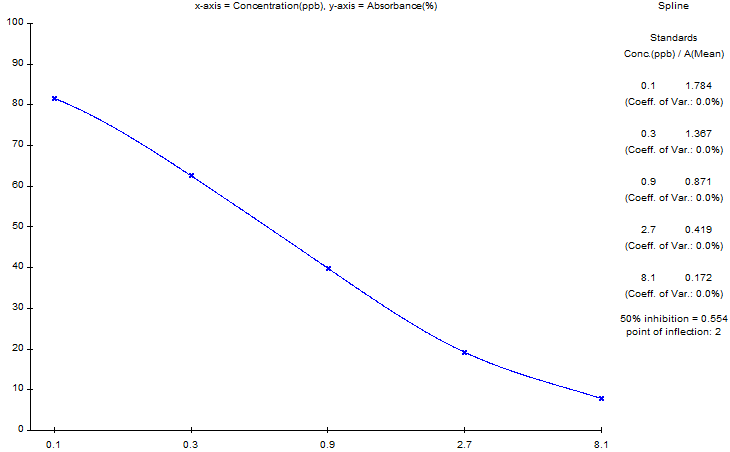 x-axis = Concentration(ppb), y-axis = Absorbance(%)
100
90
80
70
60
50
40
30
20
10
0
0.1 0.3 0.9 2.7 8.1
Spline
Standards
Conc.(ppb) / A(Mean)
0.1 1.784
(Coeff. of Var.: 0.0%)
0.3 1.367
(Coeff. of Var.: 0.0%)
0.9 0.871
(Coeff. of Var.: 0.0%)
2.7 0.419
(Coeff. of Var.: 0.0%)
8.1 0.172
(Coeff. of Var.: 0.0%)
50% inhibition = 0.554
point of inflection: 2